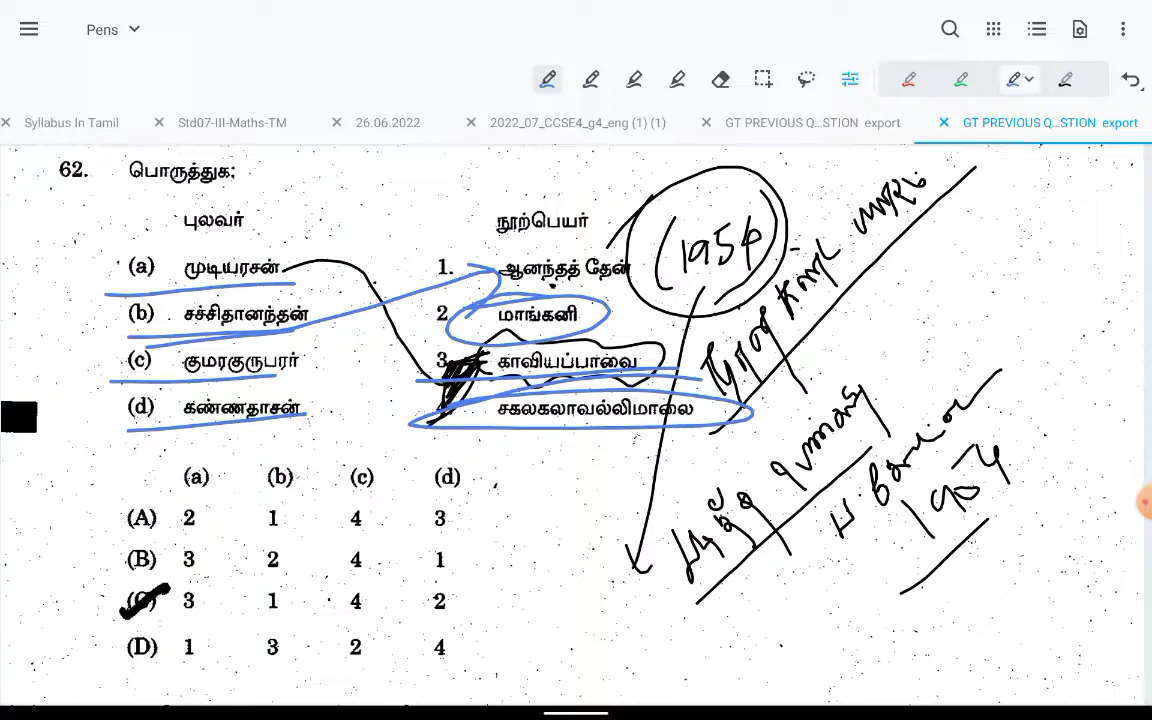 Pens
Syllabus In Tamil
Std07-III-Maths-TM
26.06.2022
2022_07_CCSE4_g4_eng (1) (1)
GT PREVIOUS Q...STION export
GT PREVIOUS Q...STION export
62. பொருத்துக;
புலவர் நூற்பெயர்
(a) முடியரசன் 1. ஆனந்தத் தேன்
(b) சச்சிதானந்தன் 2 மாங்கனி
(c) குமரகுருபரர் 3 காவியப்பாவை
(d) கண்ணதாசன் சகலகலாவல்லிமாலை
(a) (b) (c) (d)
(A) 2 1 4 3
(B) 3 2 4 1
(C) 3 1 4 2
(D) 1 3 2 4
1954